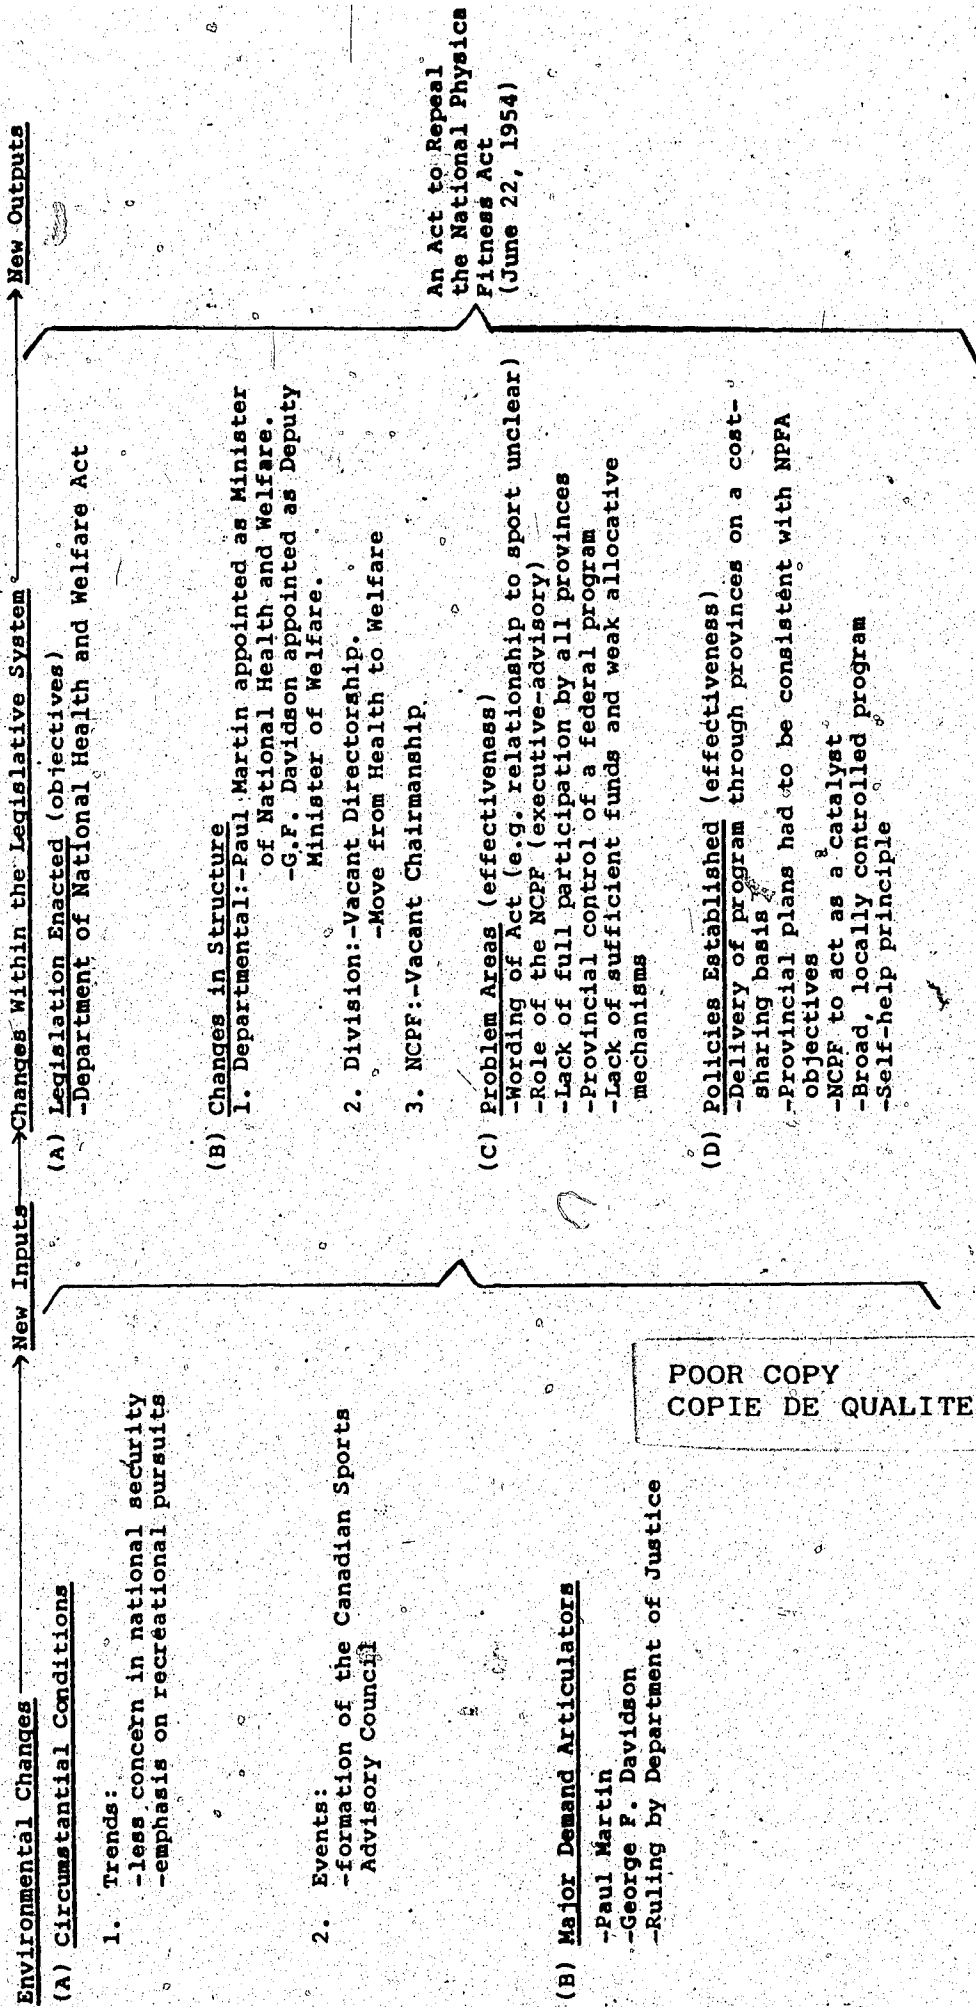 Environmental Changes → New Inputs → Changes Within the Legislative System → New Outputs
(A) Circumstantial Conditions
1. Trends:
-less concern in national security
-emphasis on recreational pursuits
2. Events:
-formation of the Canadian Sports
Advisory Council
(B) Major Demand Articulators
-Paul Martin
-George F. Davidson
-Ruling by Department of Justice
(A) Legislation Enacted (objectives)
-Department of National Health and Welfare Act
(B) Changes in Structure
1. Departmental:-Paul Martin appointed as Minister
of National Health and Welfare.
-G.F. Davidson appointed as Deputy
Minister of Welfare.
2. Division:-Vacant Directorship.
-Move from Health to Welfare
3. NCPF:-Vacant Chairmanship
(C) Problem Areas (effectiveness)
-Wording of Act (e.g. relationship to sport unclear)
-Role of the NCPF (executive-advisory)
-Lack of full participation by all provinces
-Provincial control of a federal program
-Lack of sufficient funds and weak allocative
mechanisms
(D) Policies Established (effectiveness)
-Delivery of program through provinces on a cost-
sharing basis
-Provincial plans had to be consistent with NPFA
objectives
-NCPF to act as a catalyst
-Broad, locally controlled program
-Self-help principle
An Act to Repeal
the National Physica
Fitness Act
(June 22, 1954)
POOR COPY
COPIE DE QUALITE